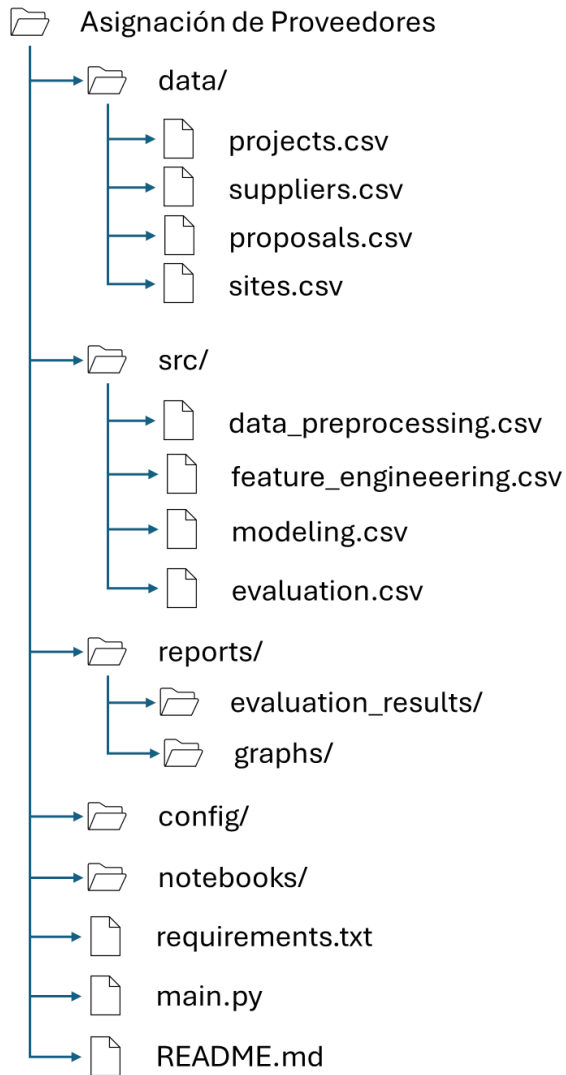 Asignación de Proveedores
data/
projects.csv
suppliers.csv
proposals.csv
sites.csv
src/
data_preprocessing.csv
feature_engineeering.csv
modeling.csv
evaluation.csv
reports/
evaluation_results/
graphs/
config/
notebooks/
requirements.txt
main.py
README.md